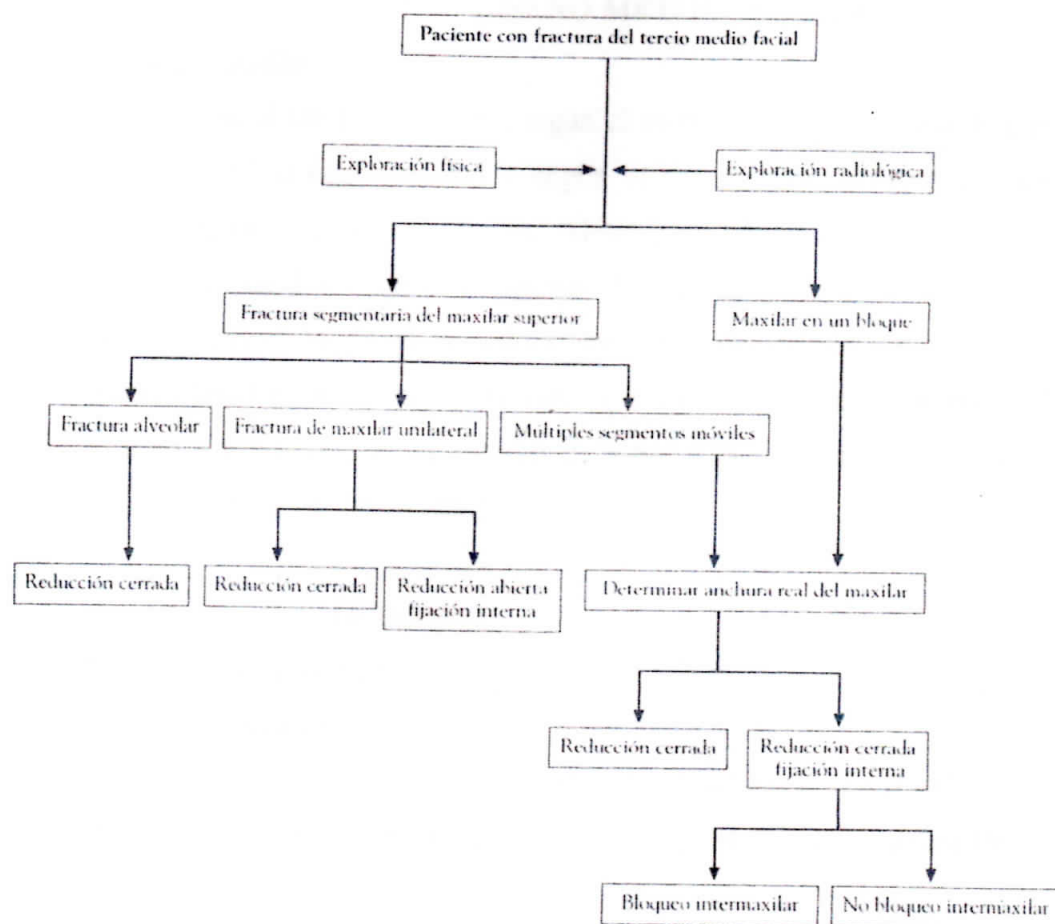 Paciente con fractura del tercio medio facial
Exploración física
Exploración radiológica
Fractura segmentaria del maxilar superior
Maxilar en un bloque
Fractura alveolar
Fractura de maxilar unilateral
Múltiples segmentos móviles
Reducción cerrada
Reducción cerrada
Reducción abierta
fijación interna
Determinar anchura real del maxilar
Reducción cerrada
Reducción cerrada
fijación interna
Bloqueo intermaxilar
No bloqueo intermaxilar